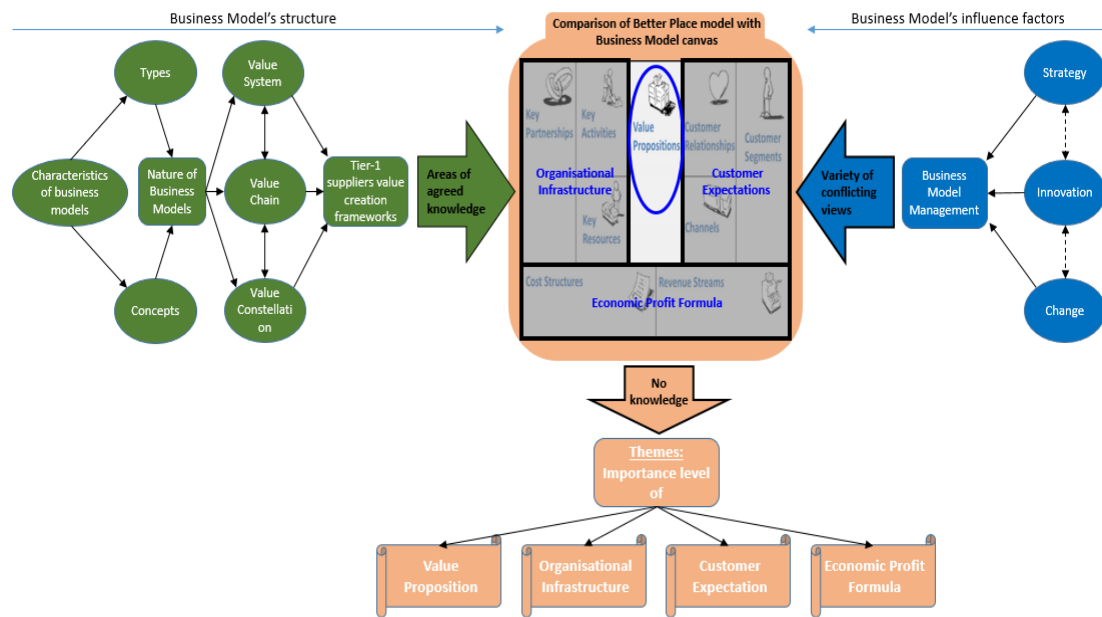 Business Model's structure
Business Model's influence factors
Comparison of Better Place model with
Business Model canvas
Types
Value
System
Characteristics
of business
models
Nature of
Business
Models
Value
Chain
Tier-1
suppliers value
creation
frameworks
Concepts
Value
Constellati
on
Areas of
agreed
knowledge
Key
Partnerships
Key
Activities
Value
Propositions
Customer
Relationships
Customer
Segments
Organisational
Infrastructure
Customer
Expectations
Key
Resources
Channels
Cost Structures
Revenue Streams
Economic Profit Formula
Variety of
conflicting
views
Business
Model
Management
Strategy
Innovation
Change
No
knowledge
Themes:
Importance level
of
Value
Proposition
Organisational
Infrastructure
Customer
Expectation
Economic Profit
Formula